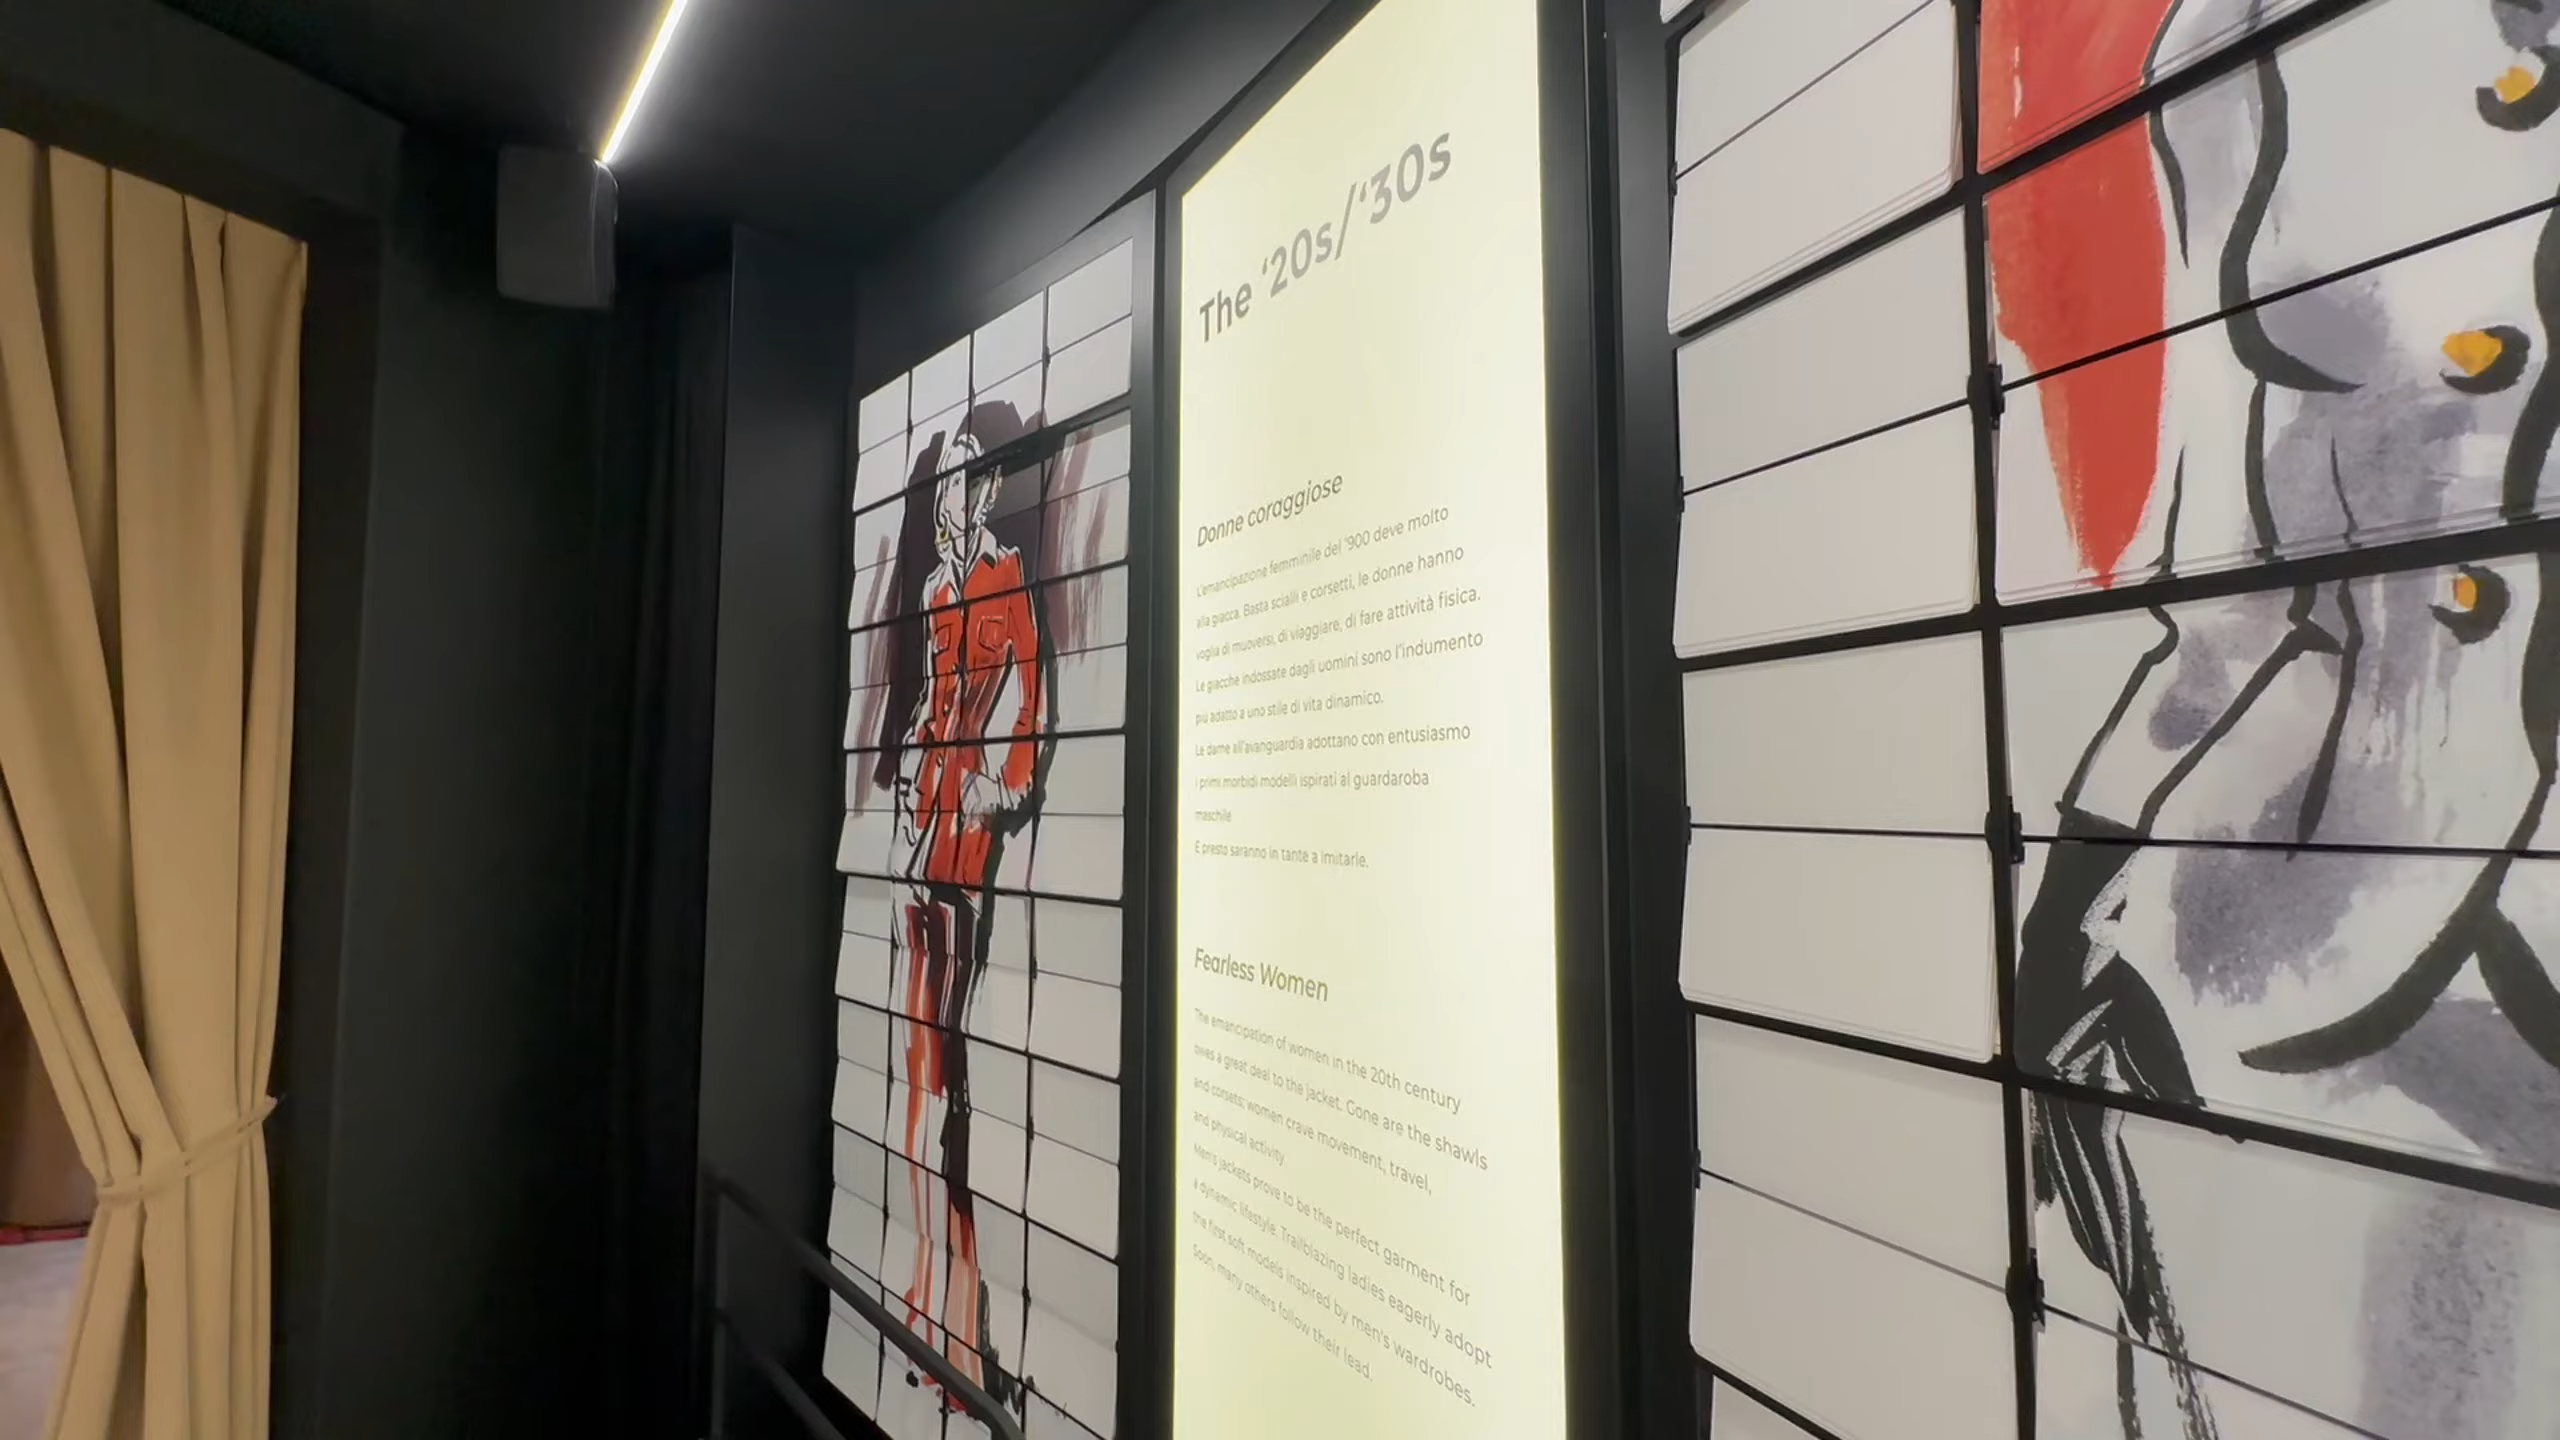 The ‘20s/‘30s
Donne coraggiose
L’emancipazione femminile del ‘900 deve molto
alla giacca. Basta scialli e corsetti, le donne hanno
voglia di muoversi, di viaggiare, di fare attività fisica.
Le giacche indossate dagli uomini sono l’indumento
più adatto a uno stile di vita dinamico.
Le dame all’avanguardia adottano con entusiasmo
i primi morbidi modelli ispirati al guardaroba
maschile
E presto saranno in tante a imitarle.
Fearless Women
The emancipation of women in the 20th century
owes a great deal to the jacket. Gone are the shawls
and corsets; women crave movement, travel,
and physical activity
Men’s jackets prove to be the perfect garment for
a dynamic lifestyle. Trailblazing ladies eagerly adopt
the first soft models inspired by men’s wardrobes.
Soon, many others follow their lead.